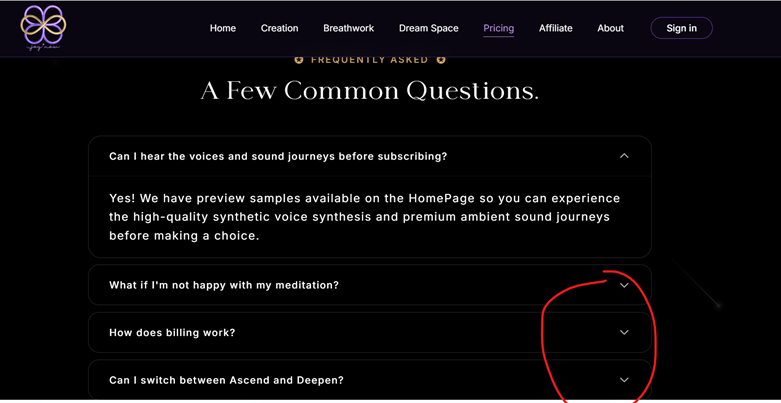 Home Creation Breathwork Dream Space Pricing Affiliate About Sign in
FREQUENTLY ASKED
A Few Common Questions.
Can I hear the voices and sound journeys before subscribing?
Yes! We have preview samples available on the HomePage so you can experience
the high-quality synthetic voice synthesis and premium ambient sound journeys
before making a choice.
What if I'm not happy with my meditation?
How does billing work?
Can I switch between Ascend and Deepen?